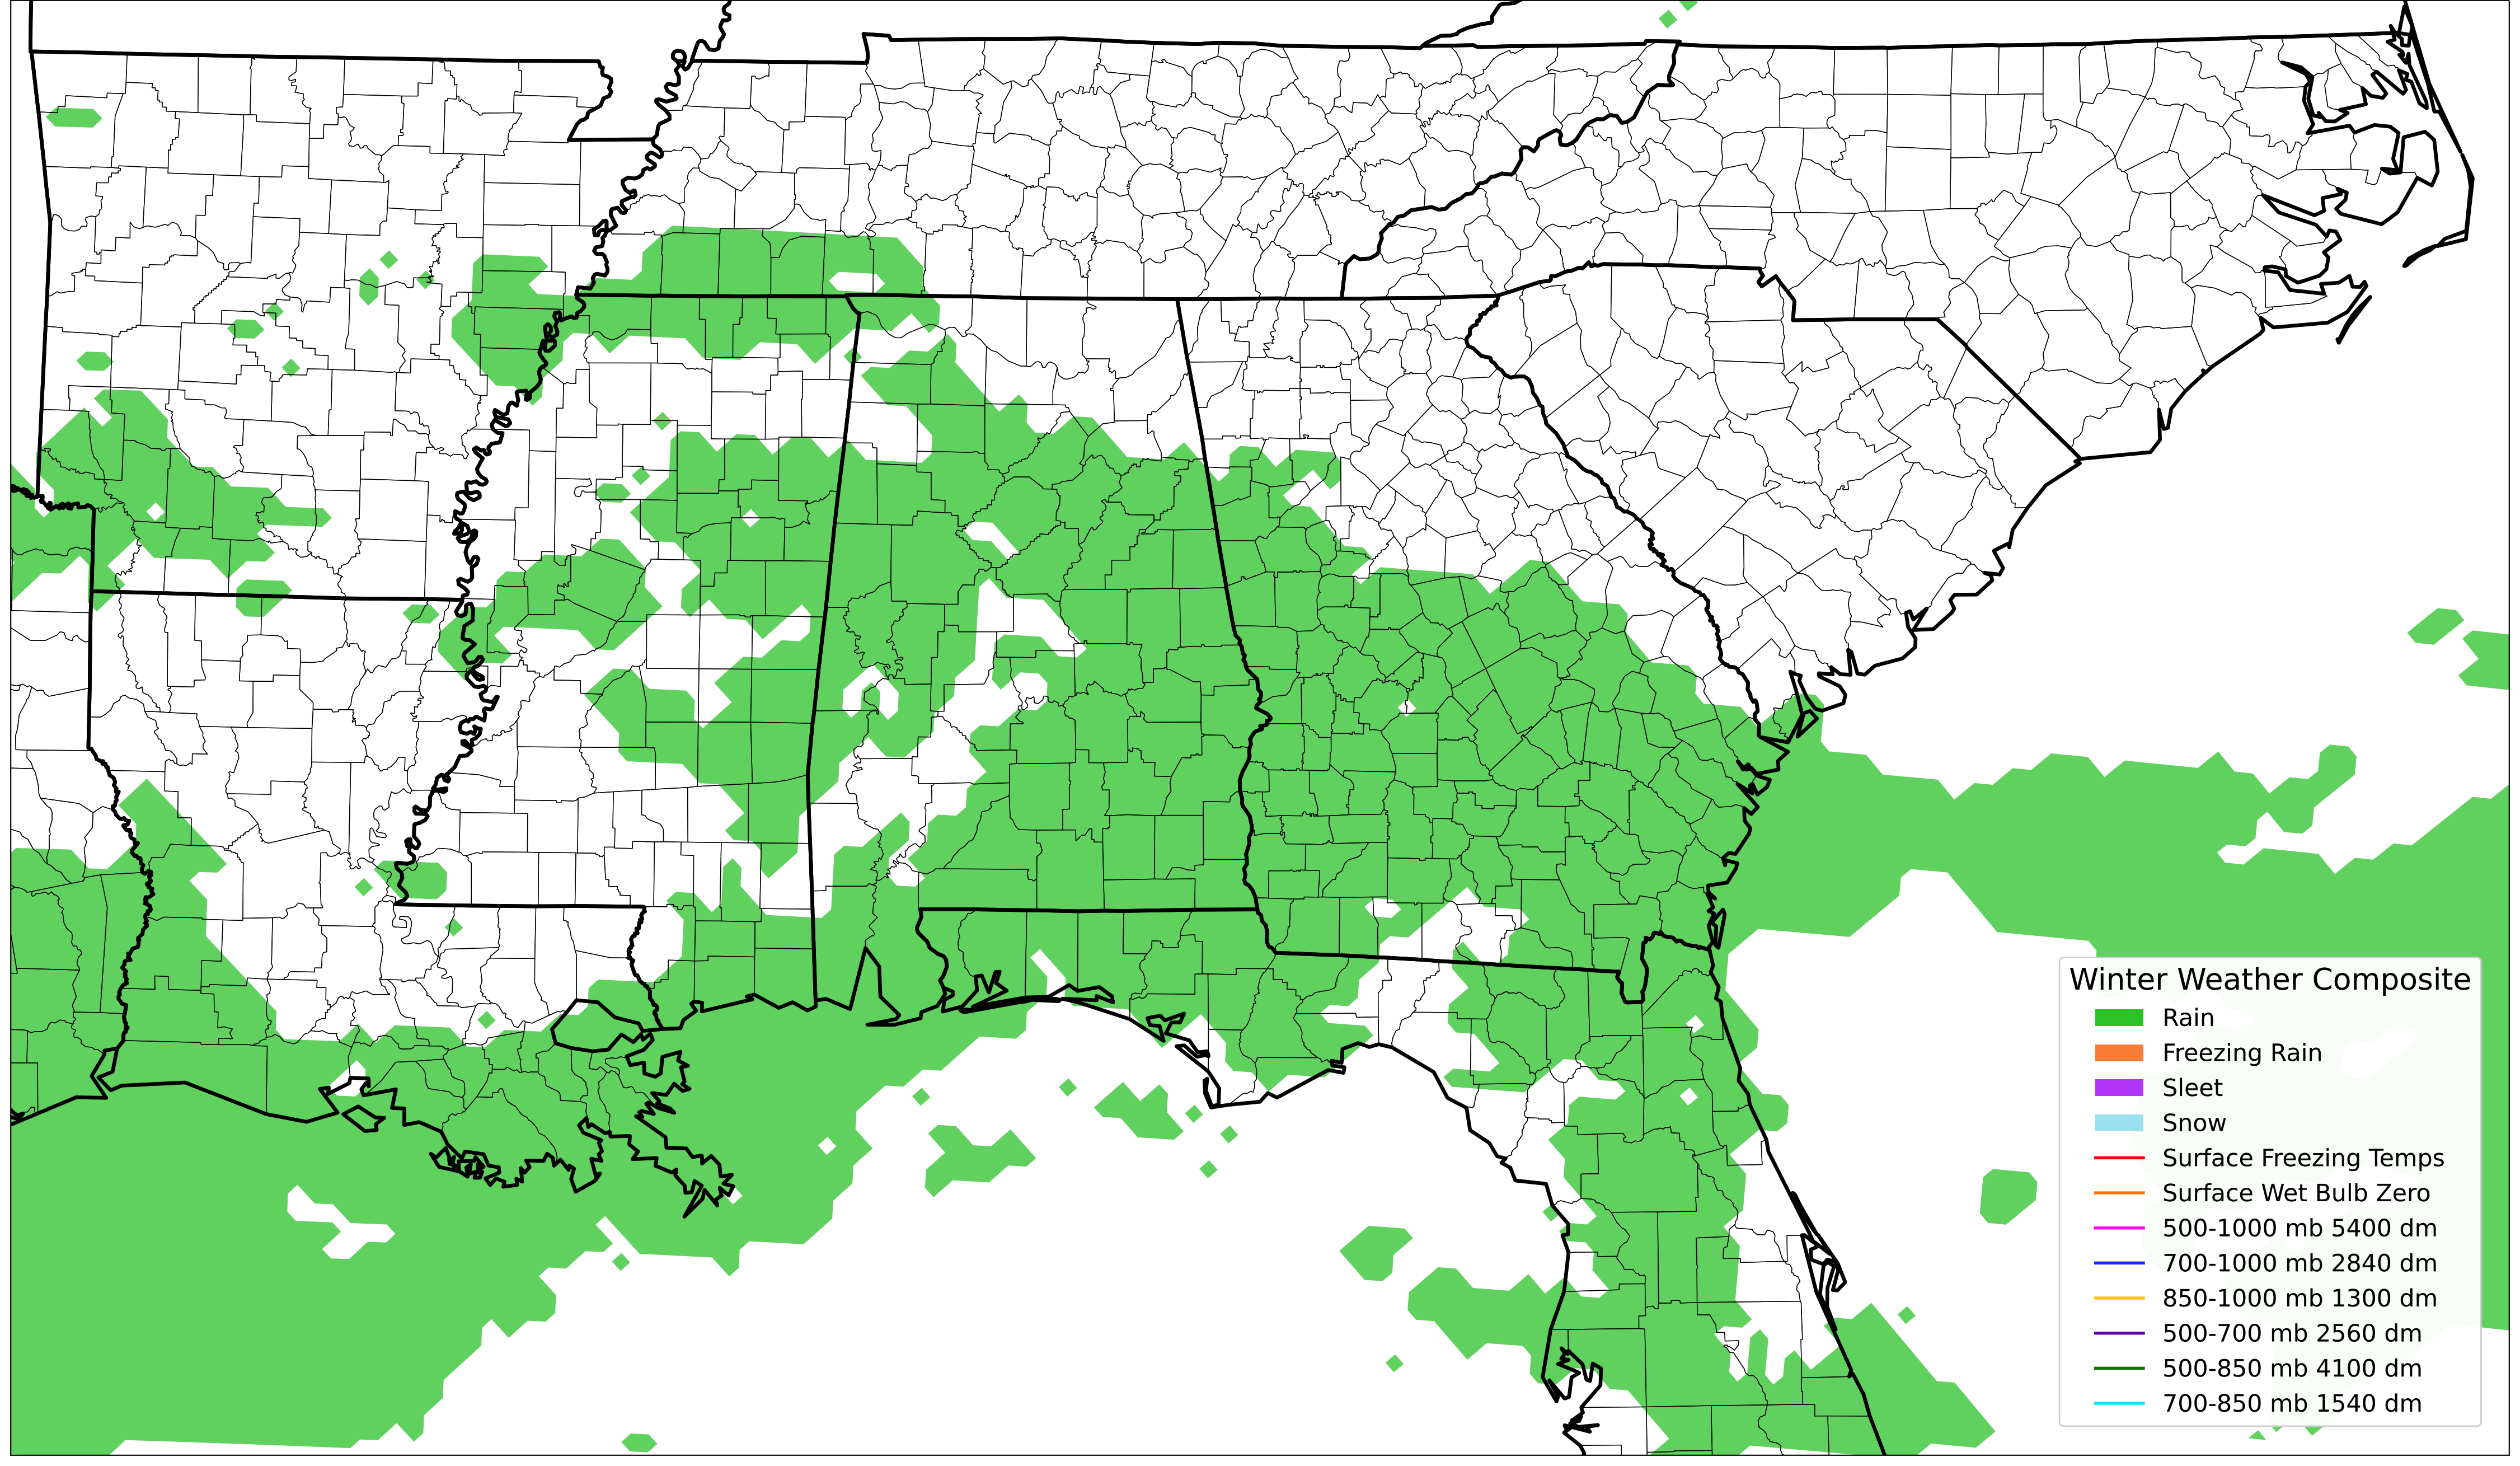 Winter Weather Composite
Rain
Freezing Rain
Sleet
Snow
Surface Freezing Temps
Surface Wet Bulb Zero
500-1000 mb 5400 dm
700-1000 mb 2840 dm
850-1000 mb 1300 dm
500-700 mb 2560 dm
500-850 mb 4100 dm
700-850 mb 1540 dm